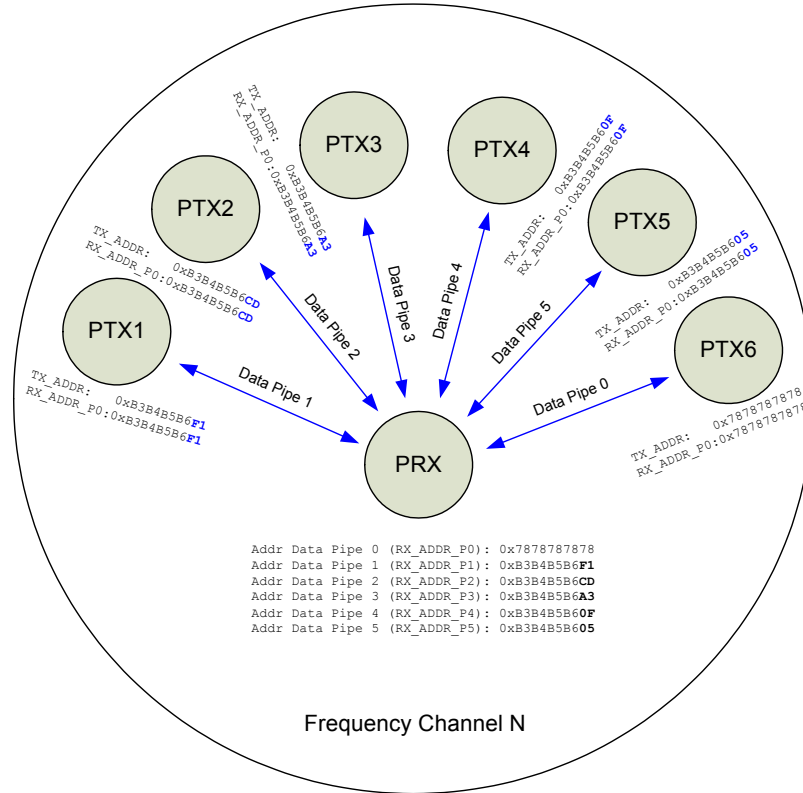 PTX3
PTX4
PTX2
PTX5
PTX1
PTX6
TX_ADDR: 0xB3B4B5B6A3
RX_ADDR_P0:0xB3B4B5B6A3
TX_ADDR: 0xB3B4B5B60F
RX_ADDR_P0:0xB3B4B5B60F
TX_ADDR: 0xB3B4B5B6CD
RX_ADDR_P0:0xB3B4B5B6CD
TX_ADDR: 0xB3B4B5B605
RX_ADDR_P0:0xB3B4B5B605
TX_ADDR: 0xB3B4B5B6F1
RX_ADDR_P0:0xB3B4B5B6F1
TX_ADDR: 0x7878787878
RX_ADDR_P0:0x7878787878
Data Pipe 1
Data Pipe 2
Data Pipe 3
Data Pipe 4
Data Pipe 5
Data Pipe 0
PRX
Addr Data Pipe 0 (RX_ADDR_P0): 0x7878787878
Addr Data Pipe 1 (RX_ADDR_P1): 0xB3B4B5B6F1
Addr Data Pipe 2 (RX_ADDR_P2): 0xB3B4B5B6CD
Addr Data Pipe 3 (RX_ADDR_P3): 0xB3B4B5B6A3
Addr Data Pipe 4 (RX_ADDR_P4): 0xB3B4B5B60F
Addr Data Pipe 5 (RX_ADDR_P5): 0xB3B4B5B605
Frequency Channel N